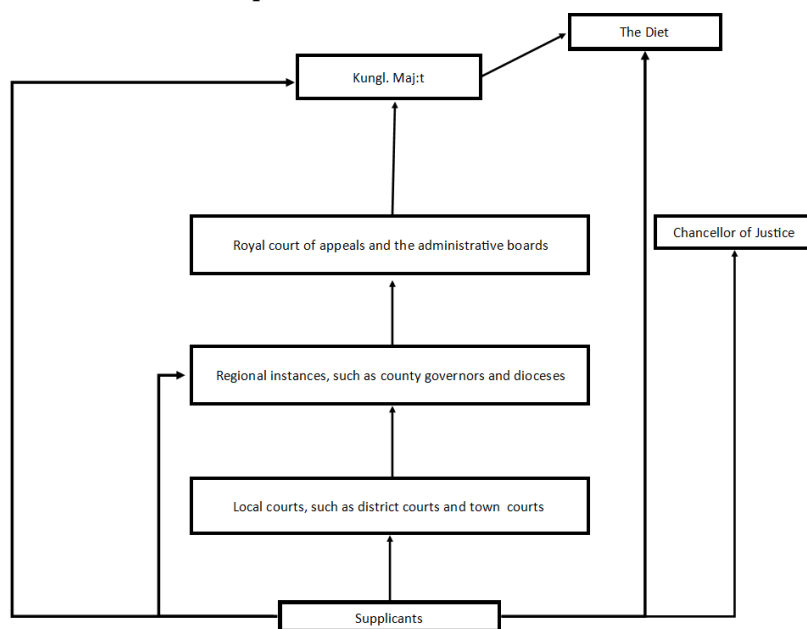 The Diet
Kungl. Maj:t
Royal court of appeals and the administrative boards
Chancellor of Justice
Regional instances, such as county governors and dioceses
Local courts, such as district courts and town courts
Supplicants